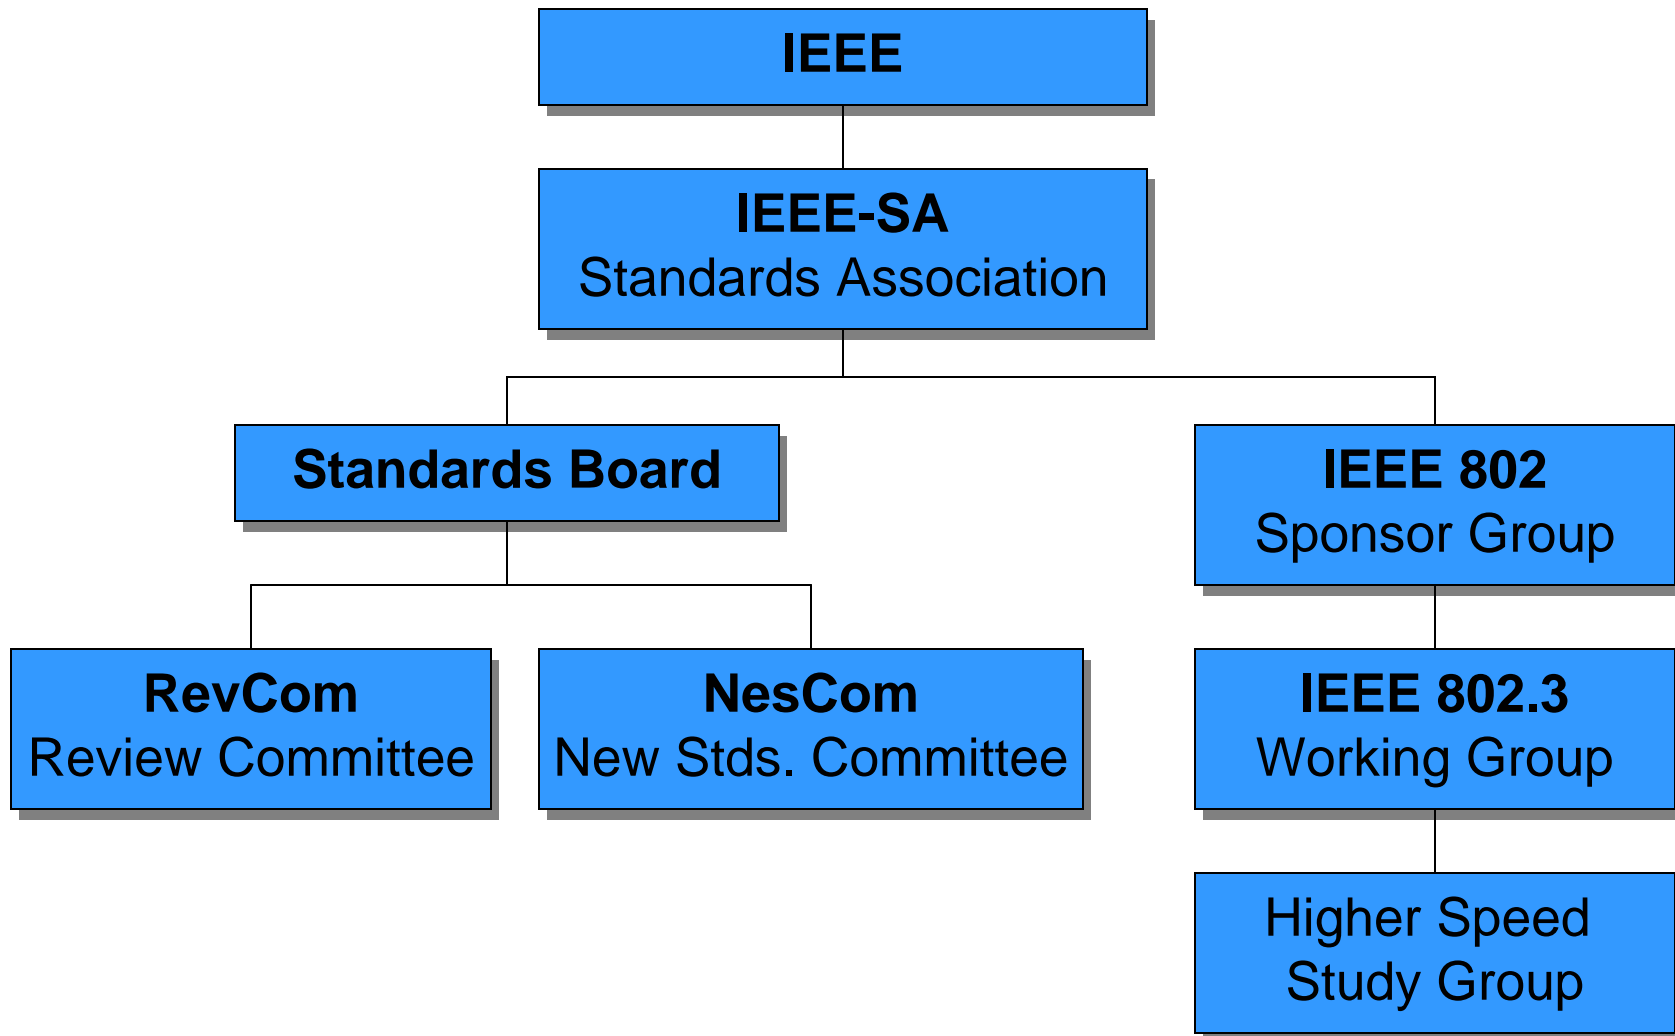 IEEE
IEEE-SA
Standards Association
Standards Board
IEEE 802
Sponsor Group
RevCom
Review Committee
NesCom
New Stds. Committee
IEEE 802.3
Working Group
Higher Speed
Study Group